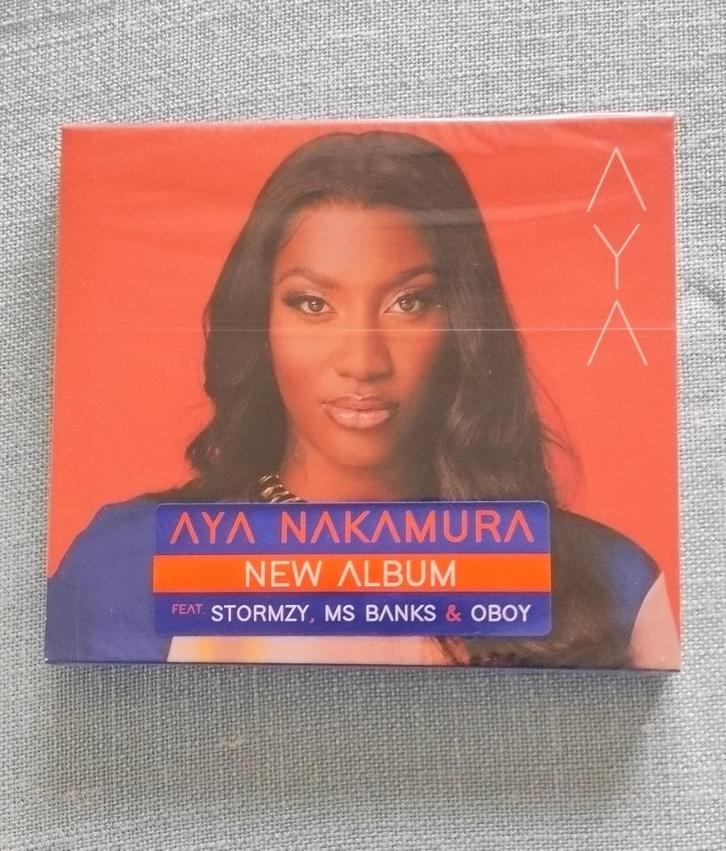 AYA
AYA NAKAMURA
NEW ALBUM
FEAT. STORMZY, MS BANKS & OBOY